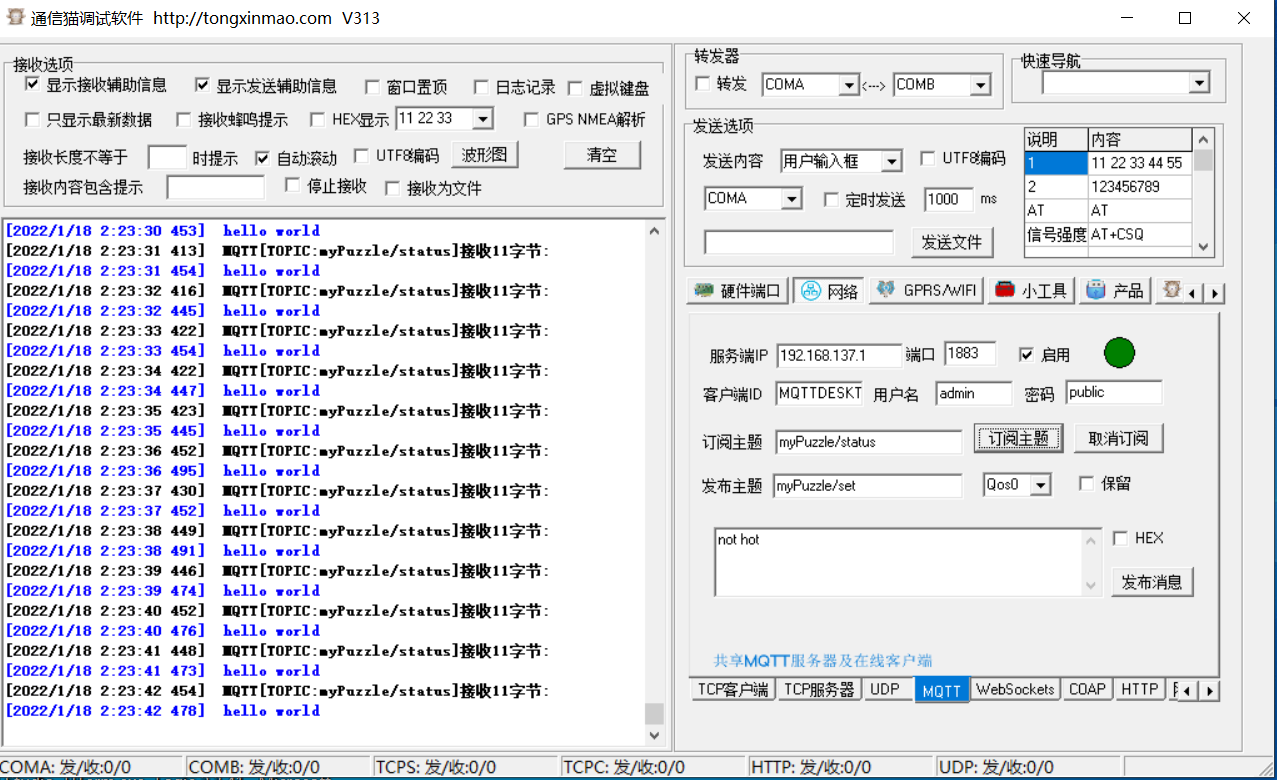 通信猫调试软件 http://tongxinmao.com V313
接收选项
显示接收辅助信息 显示发送辅助信息 窗口置顶 日志记录 虚拟键盘
只显示最新数据 接收蜂鸣提示 HEX显示 11 22 33 GPS NMEA解析
接收长度不等于 时提示 自动滚动 UTF8编码 波形图 清空
接收内容包含提示 停止接收 接收为文件
[2022/1/18 2:23:30 453] hello world
[2022/1/18 2:23:31 413] MQTT[TOPIC:myPuzzle/status]接收11字节:
[2022/1/18 2:23:31 454] hello world
[2022/1/18 2:23:32 416] MQTT[TOPIC:myPuzzle/status]接收11字节:
[2022/1/18 2:23:32 445] hello world
[2022/1/18 2:23:33 422] MQTT[TOPIC:myPuzzle/status]接收11字节:
[2022/1/18 2:23:33 454] hello world
[2022/1/18 2:23:34 422] MQTT[TOPIC:myPuzzle/status]接收11字节:
[2022/1/18 2:23:34 447] hello world
[2022/1/18 2:23:35 423] MQTT[TOPIC:myPuzzle/status]接收11字节:
[2022/1/18 2:23:35 445] hello world
[2022/1/18 2:23:36 452] MQTT[TOPIC:myPuzzle/status]接收11字节:
[2022/1/18 2:23:36 495] hello world
[2022/1/18 2:23:37 430] MQTT[TOPIC:myPuzzle/status]接收11字节:
[2022/1/18 2:23:37 452] hello world
[2022/1/18 2:23:38 449] MQTT[TOPIC:myPuzzle/status]接收11字节:
[2022/1/18 2:23:38 491] hello world
[2022/1/18 2:23:39 446] MQTT[TOPIC:myPuzzle/status]接收11字节:
[2022/1/18 2:23:39 474] hello world
[2022/1/18 2:23:40 452] MQTT[TOPIC:myPuzzle/status]接收11字节:
[2022/1/18 2:23:40 476] hello world
[2022/1/18 2:23:41 448] MQTT[TOPIC:myPuzzle/status]接收11字节:
[2022/1/18 2:23:41 473] hello world
[2022/1/18 2:23:42 454] MQTT[TOPIC:myPuzzle/status]接收11字节:
[2022/1/18 2:23:42 478] hello world
转发器
转发 COMA <--> COMB
快速导航
发送选项
发送内容 用户输入框 UTF8编码
COMA 定时发送 1000 ms
发送文件
说明 内容
1 11 22 33 44 55
2 123456789
AT AT
信号强度 AT+CSQ
硬件端口 网络 GPRS/WIFI 小工具 产品
服务端IP 192.168.137.1 端口 1883 启用
客户端ID MQTTDESKT 用户名 admin 密码 public
订阅主题 myPuzzle/status 订阅主题 取消订阅
发布主题 myPuzzle/set Qos0 保留
not hot
HEX
发布消息
共享MQTT服务器及在线客户端
TCP客户端 TCP服务器 UDP MQTT WebSockets COAP HTTP
COMA: 发/收:0/0 COMB: 发/收:0/0 TCPS: 发/收:0/0 TCPC: 发/收:0/0 HTTP: 发/收:0/0 UDP: 发/收:0/0